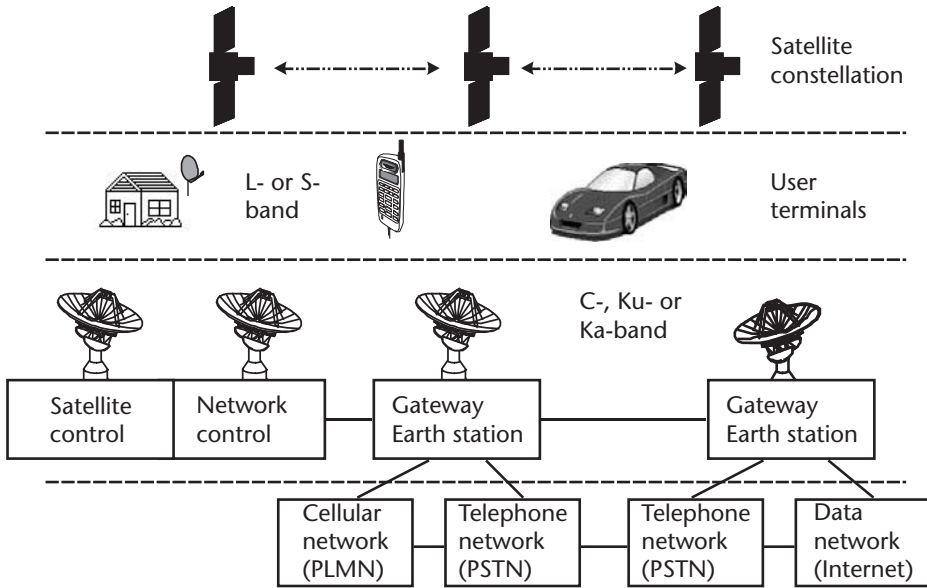 Satellite
constellation
L- or S-
band
User
terminals
C-, Ku- or
Ka-band
Satellite
control
Network
control
Gateway
Earth station
Gateway
Earth station
Cellular
network
(PLMN)
Telephone
network
(PSTN)
Telephone
network
(PSTN)
Data
network
(Internet)